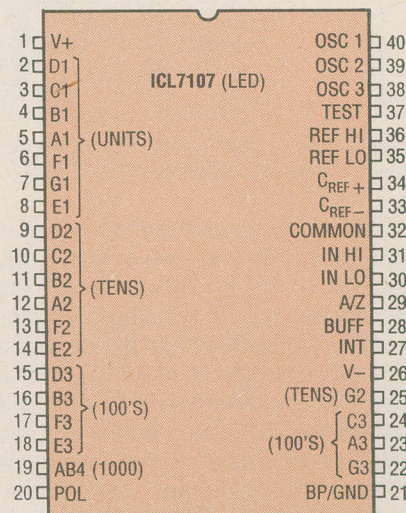 ICL7107 (LED)
1 V+
2 D1
3 C1
4 B1
5 A1
6 F1
7 G1
8 E1
(UNITS)
9 D2
10 C2
11 B2
12 A2
13 F2
14 E2
(TENS)
15 D3
16 B3
17 F3
18 E3
(100'S)
19 AB4 (1000)
20 POL
OSC 1 40
OSC 2 39
OSC 3 38
TEST 37
REF HI 36
REF LO 35
CREF+ 34
CREF− 33
COMMON 32
IN HI 31
IN LO 30
A/Z 29
BUFF 28
INT 27
V− 26
(TENS) G2 25
C3 24
(100'S) A3 23
G3 22
BP/GND 21